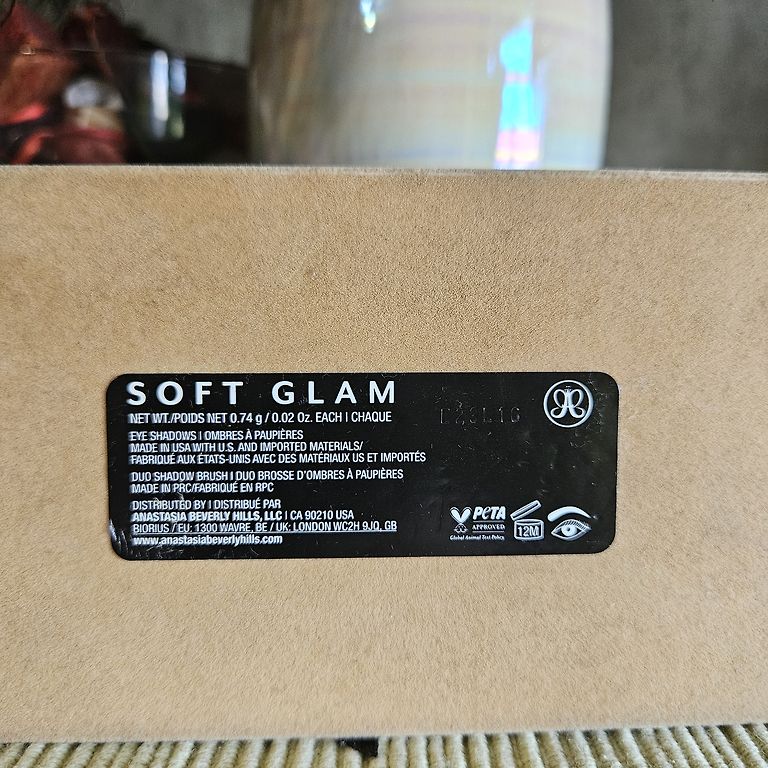 SOFT GLAM
NET WT./POIDS NET 0.74 g / 0.02 Oz. EACH | CHAQUE
EYE SHADOWS | OMBRES À PAUPIÈRES
MADE IN USA WITH U.S. AND IMPORTED MATERIALS/
FABRIQUÉ AUX ÉTATS-UNIS AVEC DES MATÉRIAUX US ET IMPORTÉS
DUO SHADOW BRUSH | DUO BROSSE D'OMBRES À PAUPIÈRES
MADE IN PRC/FABRIQUÉ EN RPC
DISTRIBUTED BY | DISTRIBUÉ PAR
ANASTASIA BEVERLY HILLS, LLC | CA 90210 USA
BIORIUS / EU: 1300 WAVRE, BE / UK: LONDON WC2H 9JQ, GB
www.anastasiabeverlyhills.com
PETA
APPROVED
Global Animal Test Policy
12M